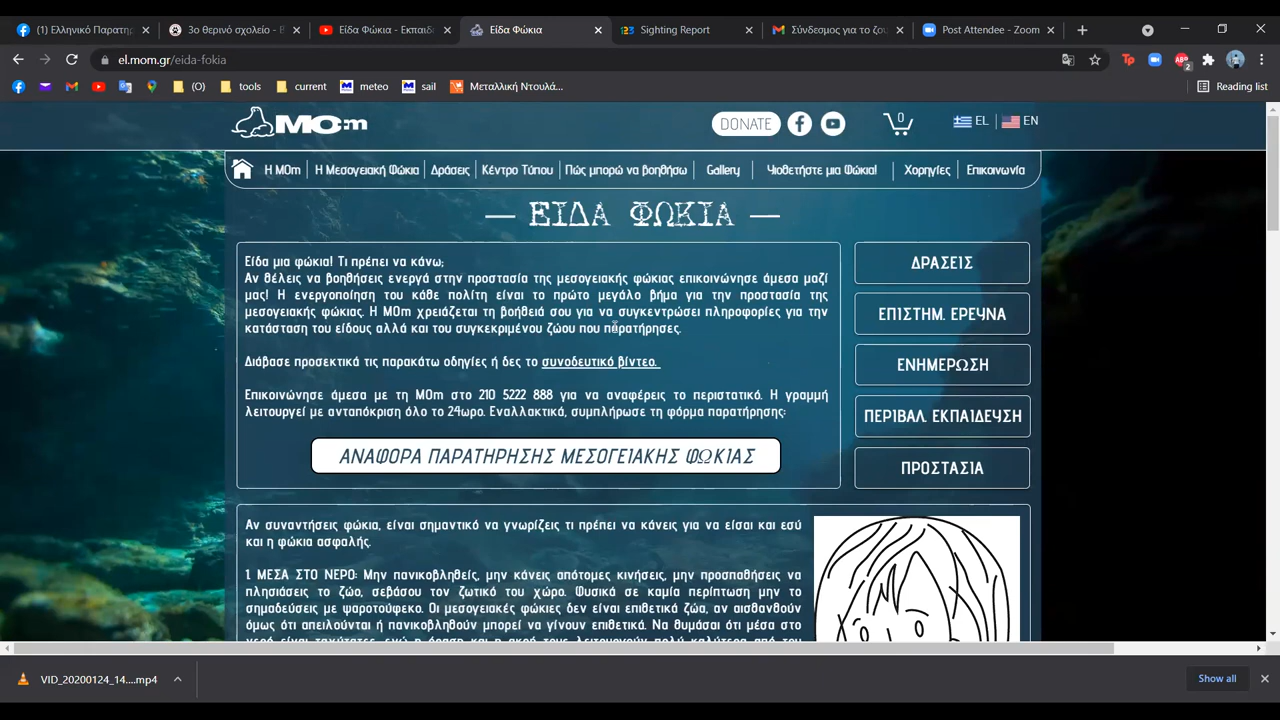 (1) Ελληνικό Παρατηρ
3ο θερινό σχολείο - Β
Είδα Φώκια - Εκπαιδε
Είδα Φώκια
123 Sighting Report
Σύνδεσμος για το ζου
Post Attendee - Zoom
el.mom.gr/eida-fokia
(O)
tools
current
meteo
sail
Μεταλλική Ντουλά...
Reading list
MOm
DONATE
0
EL | EN
Η ΜΟm
Η Μεσογειακή Φώκια
Δράσεις
Κέντρο Τύπου
Πώς μπορώ να βοηθήσω
Gallery
Υιοθετήστε μια Φώκια!
Χορηγίες
Επικοινωνία
— ΕΙΔΑ ΦΩΚΙΑ —
Είδα μια φώκια! Τι πρέπει να κάνω;
Αν θέλεις να βοηθήσεις ενεργά στην προστασία της μεσογειακής φώκιας επικοινώνησε άμεσα μαζί
μας! Η ενεργοποίηση του κάθε πολίτη είναι το πρώτο μεγάλο βήμα για την προστασία της
μεσογειακής φώκιας. Η MOm χρειάζεται τη βοήθειά σου για να συγκεντρώσει πληροφορίες για την
κατάσταση του είδους αλλά και του συγκεκριμένου ζώου που παρατήρησες.
Διάβασε προσεκτικά τις παρακάτω οδηγίες ή δες το συνοδευτικό βίντεο.
Επικοινώνησε άμεσα με τη MOm στο 210 5222 888 για να αναφέρεις το περιστατικό. Η γραμμή
λειτουργεί με ανταπόκριση όλο το 24ωρο. Εναλλακτικά, συμπλήρωσε τη φόρμα παρατήρησης:
ΑΝΑΦΟΡΑ ΠΑΡΑΤΗΡΗΣΗΣ ΜΕΣΟΓΕΙΑΚΗΣ ΦΩΚΙΑΣ
ΔΡΑΣΕΙΣ
ΕΠΙΣΤΗΜ. ΕΡΕΥΝΑ
ΕΝΗΜΕΡΩΣΗ
ΠΕΡΙΒΑΛ. ΕΚΠΑΙΔΕΥΣΗ
ΠΡΟΣΤΑΣΙΑ
Αν συναντήσεις φώκια, είναι σημαντικό να γνωρίζεις τι πρέπει να κάνεις για να είσαι και εσύ
και η φώκια ασφαλής.
1. ΜΕΣΑ ΣΤΟ ΝΕΡΟ: Μην πανικοβληθείς, μην κάνεις απότομες κινήσεις, μην προσπαθήσεις να
πλησιάσεις το ζώο, σεβάσου τον ζωτικό του χώρο. Φυσικά σε καμία περίπτωση μην το
σημαδεύσεις με ψαροτούφεκο. Οι μεσογειακές φώκιες δεν είναι επιθετικά ζώα, αν αισθανθούν
όμως ότι απειλούνται ή πανικοβληθούν μπορεί να γίνουν επιθετικά. Να θυμάσαι ότι μέσα στο
VID_20200124_14....mp4
Show all